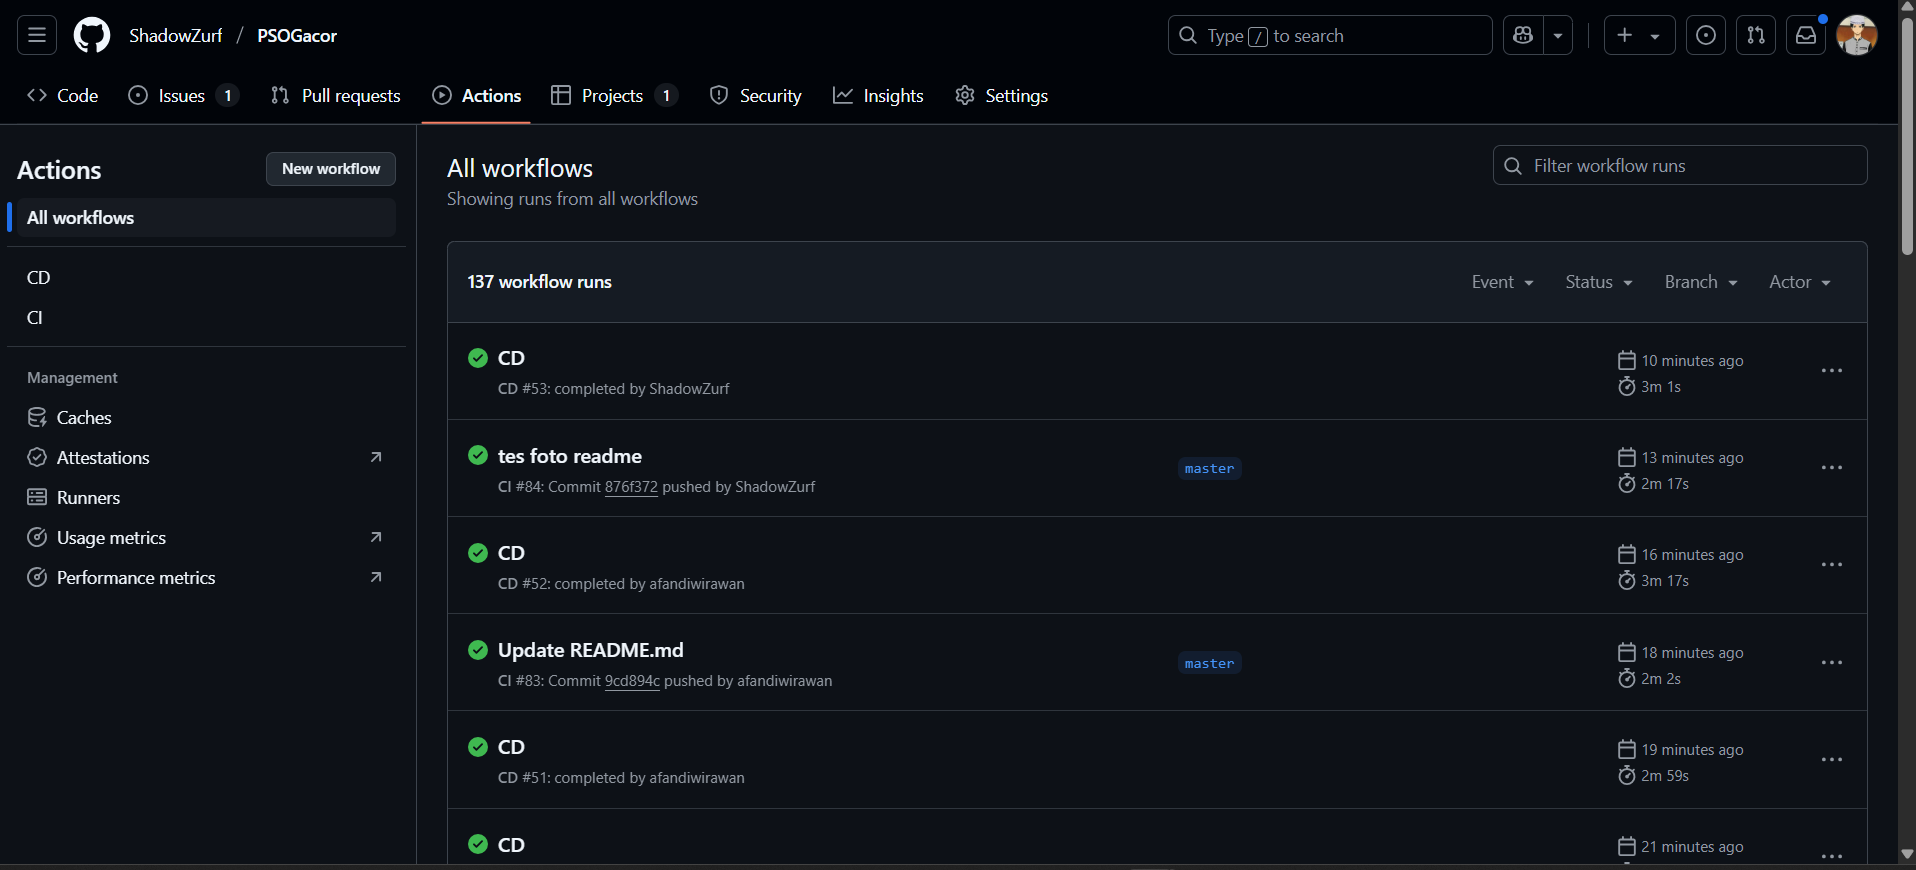 ShadowZurf / PSOGacor
Type / to search
Code
Issues 1
Pull requests
Actions
Projects 1
Security
Insights
Settings
Actions
New workflow
All workflows
CD
CI
Management
Caches
Attestations
Runners
Usage metrics
Performance metrics
All workflows
Showing runs from all workflows
Filter workflow runs
137 workflow runs
Event
Status
Branch
Actor
CD
CD #53: completed by ShadowZurf
10 minutes ago
3m 1s
tes foto readme
CI #84: Commit 876f372 pushed by ShadowZurf
master
13 minutes ago
2m 17s
CD
CD #52: completed by afandiwirawan
16 minutes ago
3m 17s
Update README.md
CI #83: Commit 9cd894c pushed by afandiwirawan
master
18 minutes ago
2m 2s
CD
CD #51: completed by afandiwirawan
19 minutes ago
2m 59s
CD
21 minutes ago